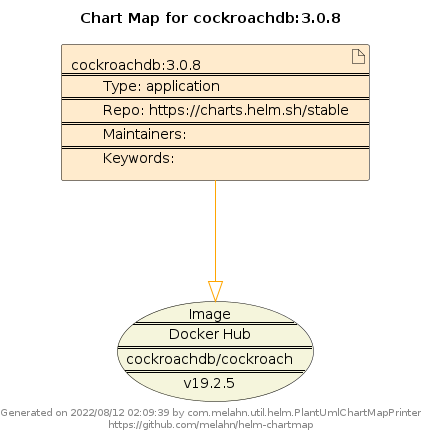 Chart Map for cockroachdb:3.0.8
cockroachdb:3.0.8
Type: application
Repo: https://charts.helm.sh/stable
Maintainers:
Keywords:
Image
Docker Hub
cockroachdb/cockroach
v19.2.5
Generated on 2022/08/12 02:09:39 by com.melahn.util.helm.PlantUmlChartMapPrinter
https://github.com/melahn/helm-chartmap